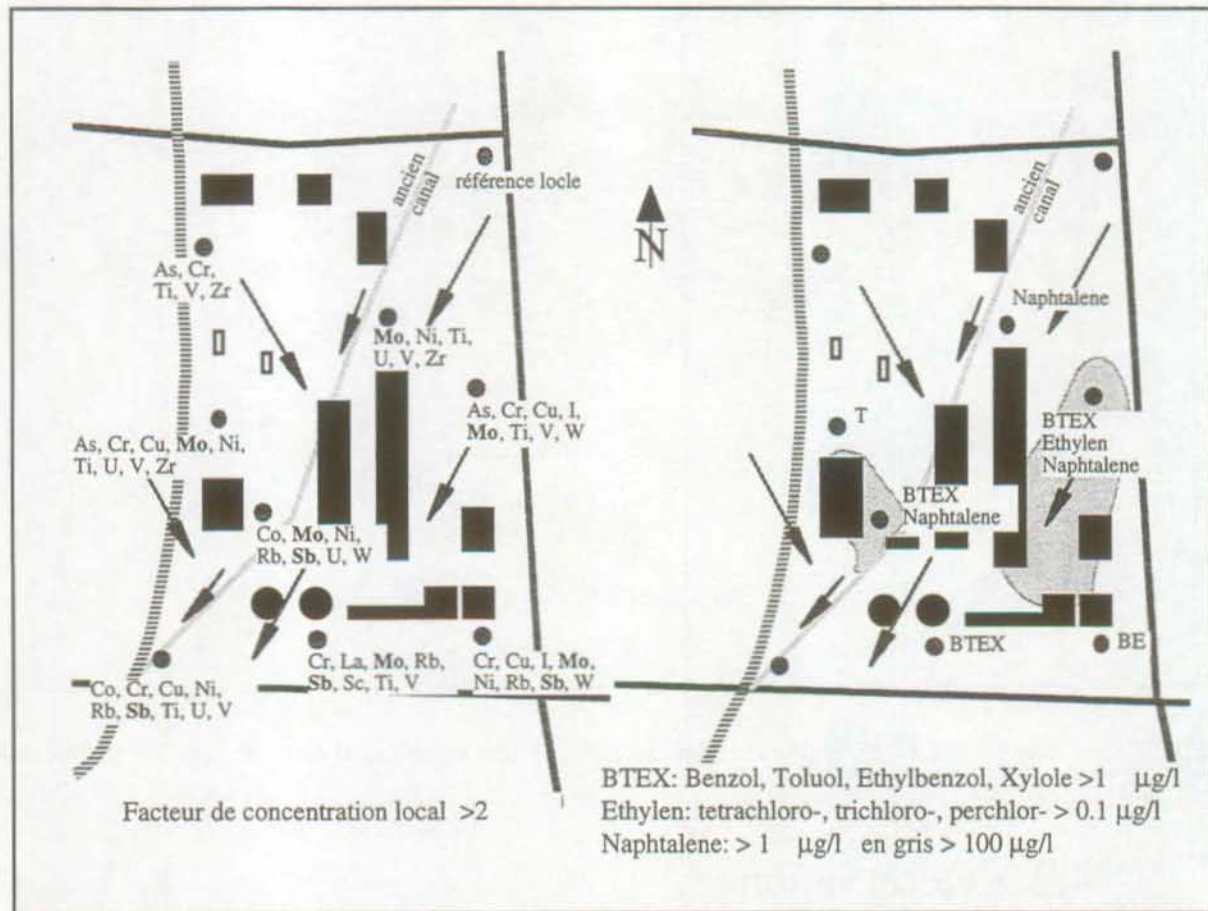 ancien
canal
référence locle
As, Cr,
Ti, V, Zr
Mo, Ni, Ti,
U, V, Zr
As, Cr, Cu, I,
Mo, Ti, V, W
As, Cr, Cu, Mo, Ni,
Ti, U, V, Zr
Co, Mo, Ni,
Rb, Sb, U, W
Co, Cr, Cu, Ni,
Rb, Sb, Ti, U, V
Cr, La, Mo, Rb,
Sb, Sc, Ti, V
Cr, Cu, I, Mo,
Ni, Rb, Sb, W
Facteur de concentration local >2
N
ancien
canal
Naphtalene
T
BTEX
Ethylen
Naphtalene
BTEX
Naphtalene
BTEX
BE
BTEX: Benzol, Toluol, Ethylbenzol, Xylole >1 µg/l
Ethylen: tetrachloro-, trichloro-, perchlor- > 0.1 µg/l
Naphtalene: > 1 µg/l en gris > 100 µg/l